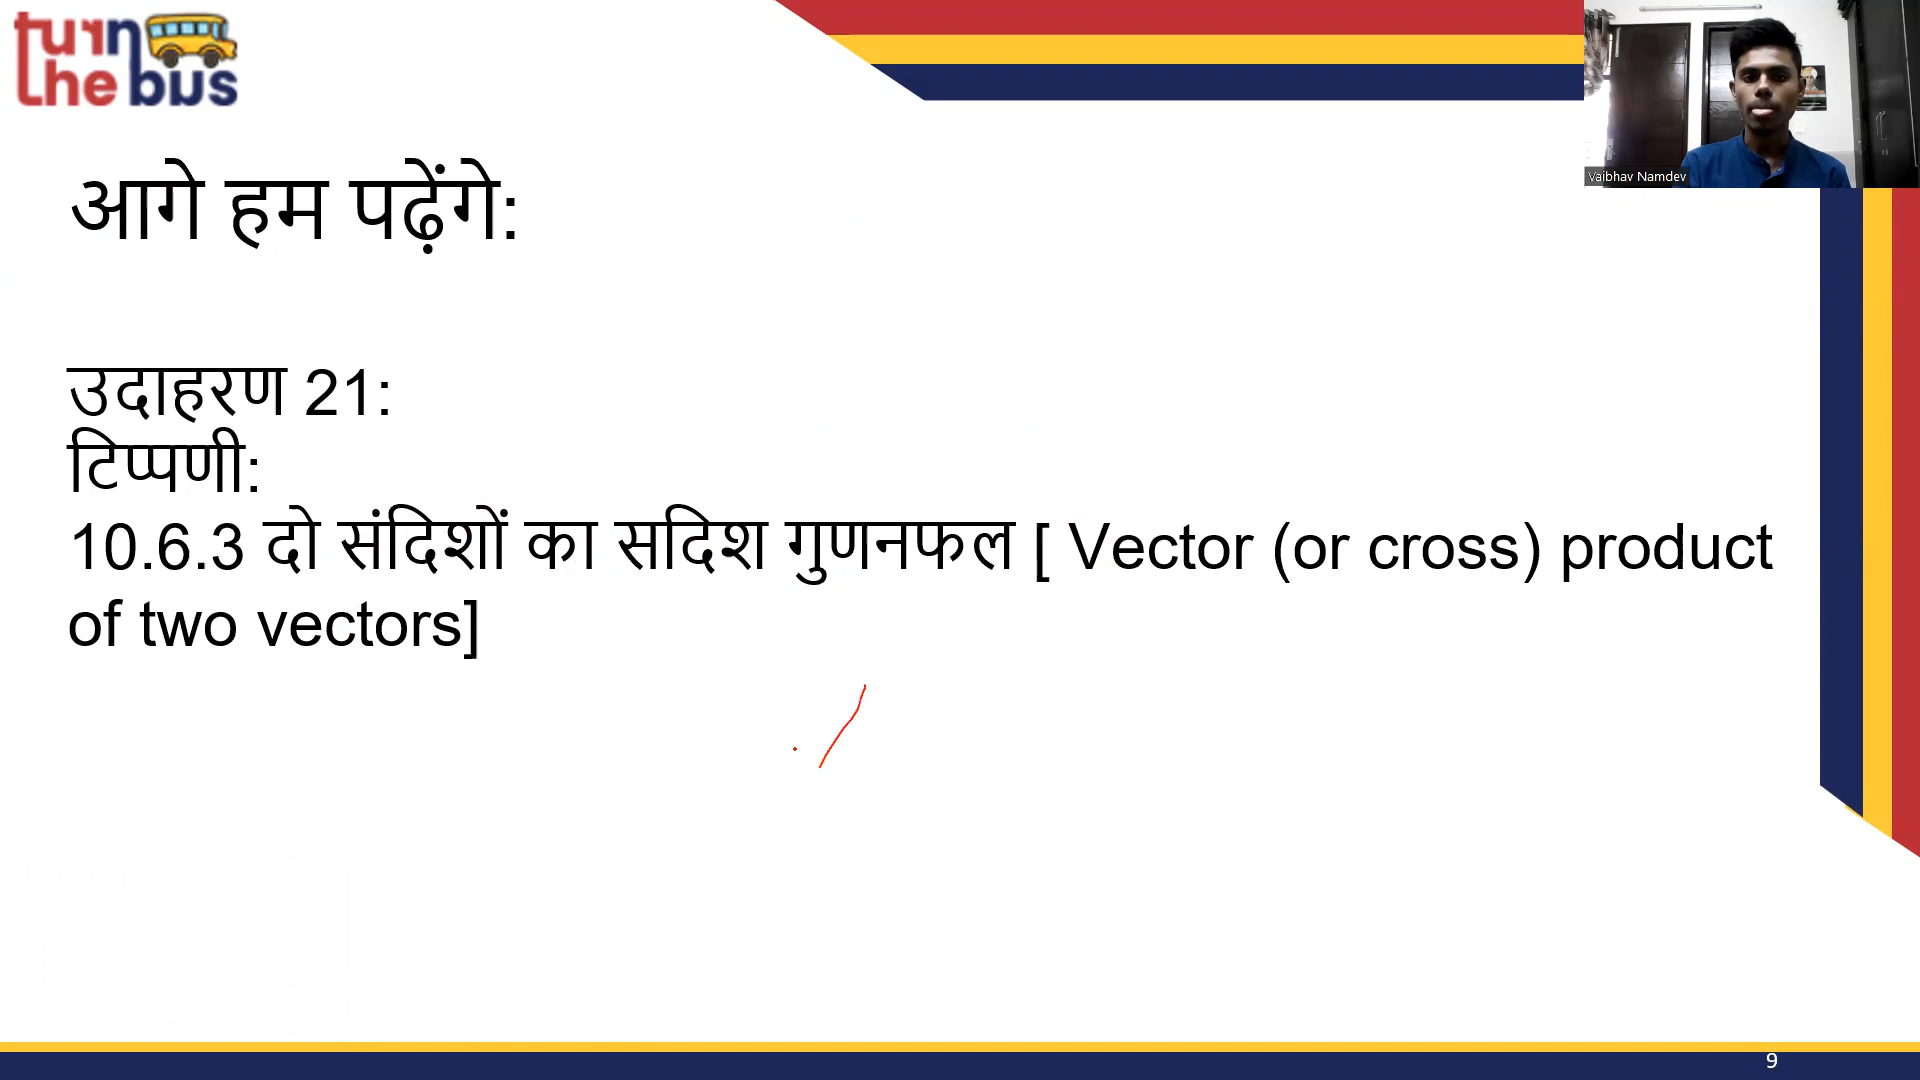 turn
the bus
Vaibhav Namdev
आगे हम पढ़ेंगे:
उदाहरण 21:
टिप्पणी:
10.6.3 दो संदिशों का सदिश गुणनफल [ Vector (or cross) product
of two vectors]
9